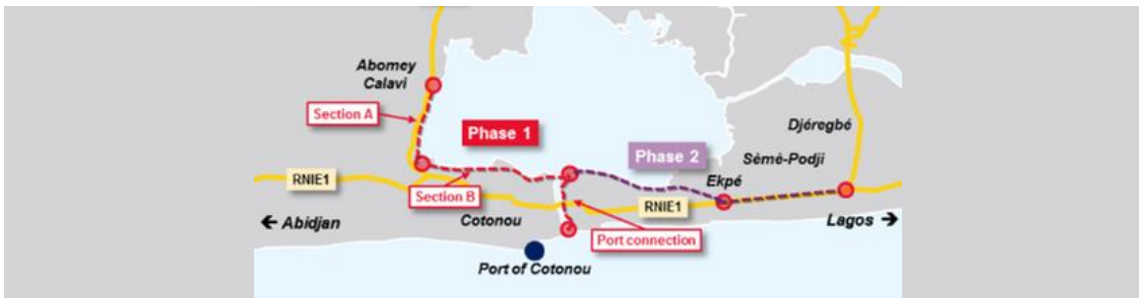 Abomey
Calavi
Section A
Djéregbé
Phase 1
Phase 2
Sèmè-Podji
Ekpé
RNIE1
Section B
RNIE1
Cotonou
← Abidjan
Lagos →
Port connection
Port of Cotonou